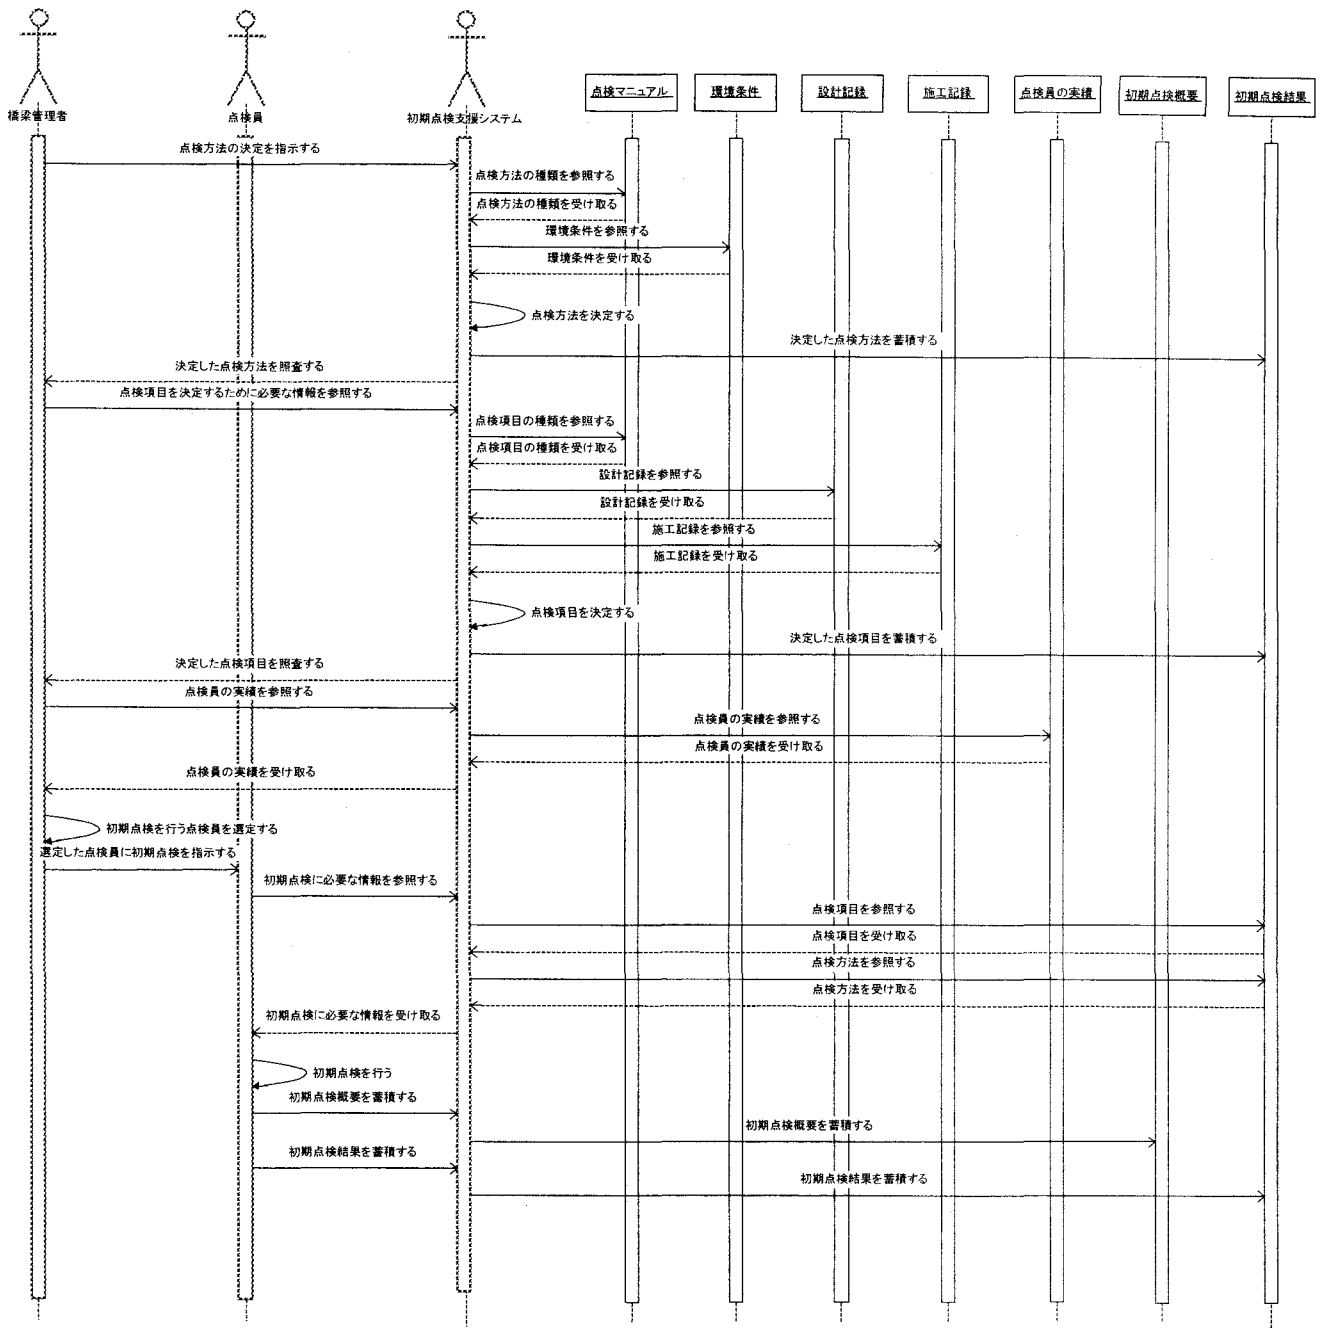 橋梁管理者
点検員
初期点検支援システム
点検マニュアル
環境条件
設計記録
施工記録
点検員の実績
初期点検概要
初期点検結果
点検方法の決定を指示する
点検方法の種類を参照する
点検方法の種類を受け取る
環境条件を参照する
環境条件を受け取る
点検方法を決定する
決定した点検方法を蓄積する
決定した点検方法を照査する
点検項目を決定するために必要な情報を参照する
点検項目の種類を参照する
点検項目の種類を受け取る
設計記録を参照する
設計記録を受け取る
施工記録を参照する
施工記録を受け取る
点検項目を決定する
決定した点検項目を蓄積する
決定した点検項目を照査する
点検員の実績を参照する
点検員の実績を参照する
点検員の実績を受け取る
点検員の実績を受け取る
初期点検を行う点検員を選定する
選定した点検員に初期点検を指示する
初期点検に必要な情報を参照する
点検項目を参照する
点検項目を受け取る
点検方法を参照する
点検方法を受け取る
初期点検に必要な情報を受け取る
初期点検を行う
初期点検概要を蓄積する
初期点検概要を蓄積する
初期点検結果を蓄積する
初期点検結果を蓄積する